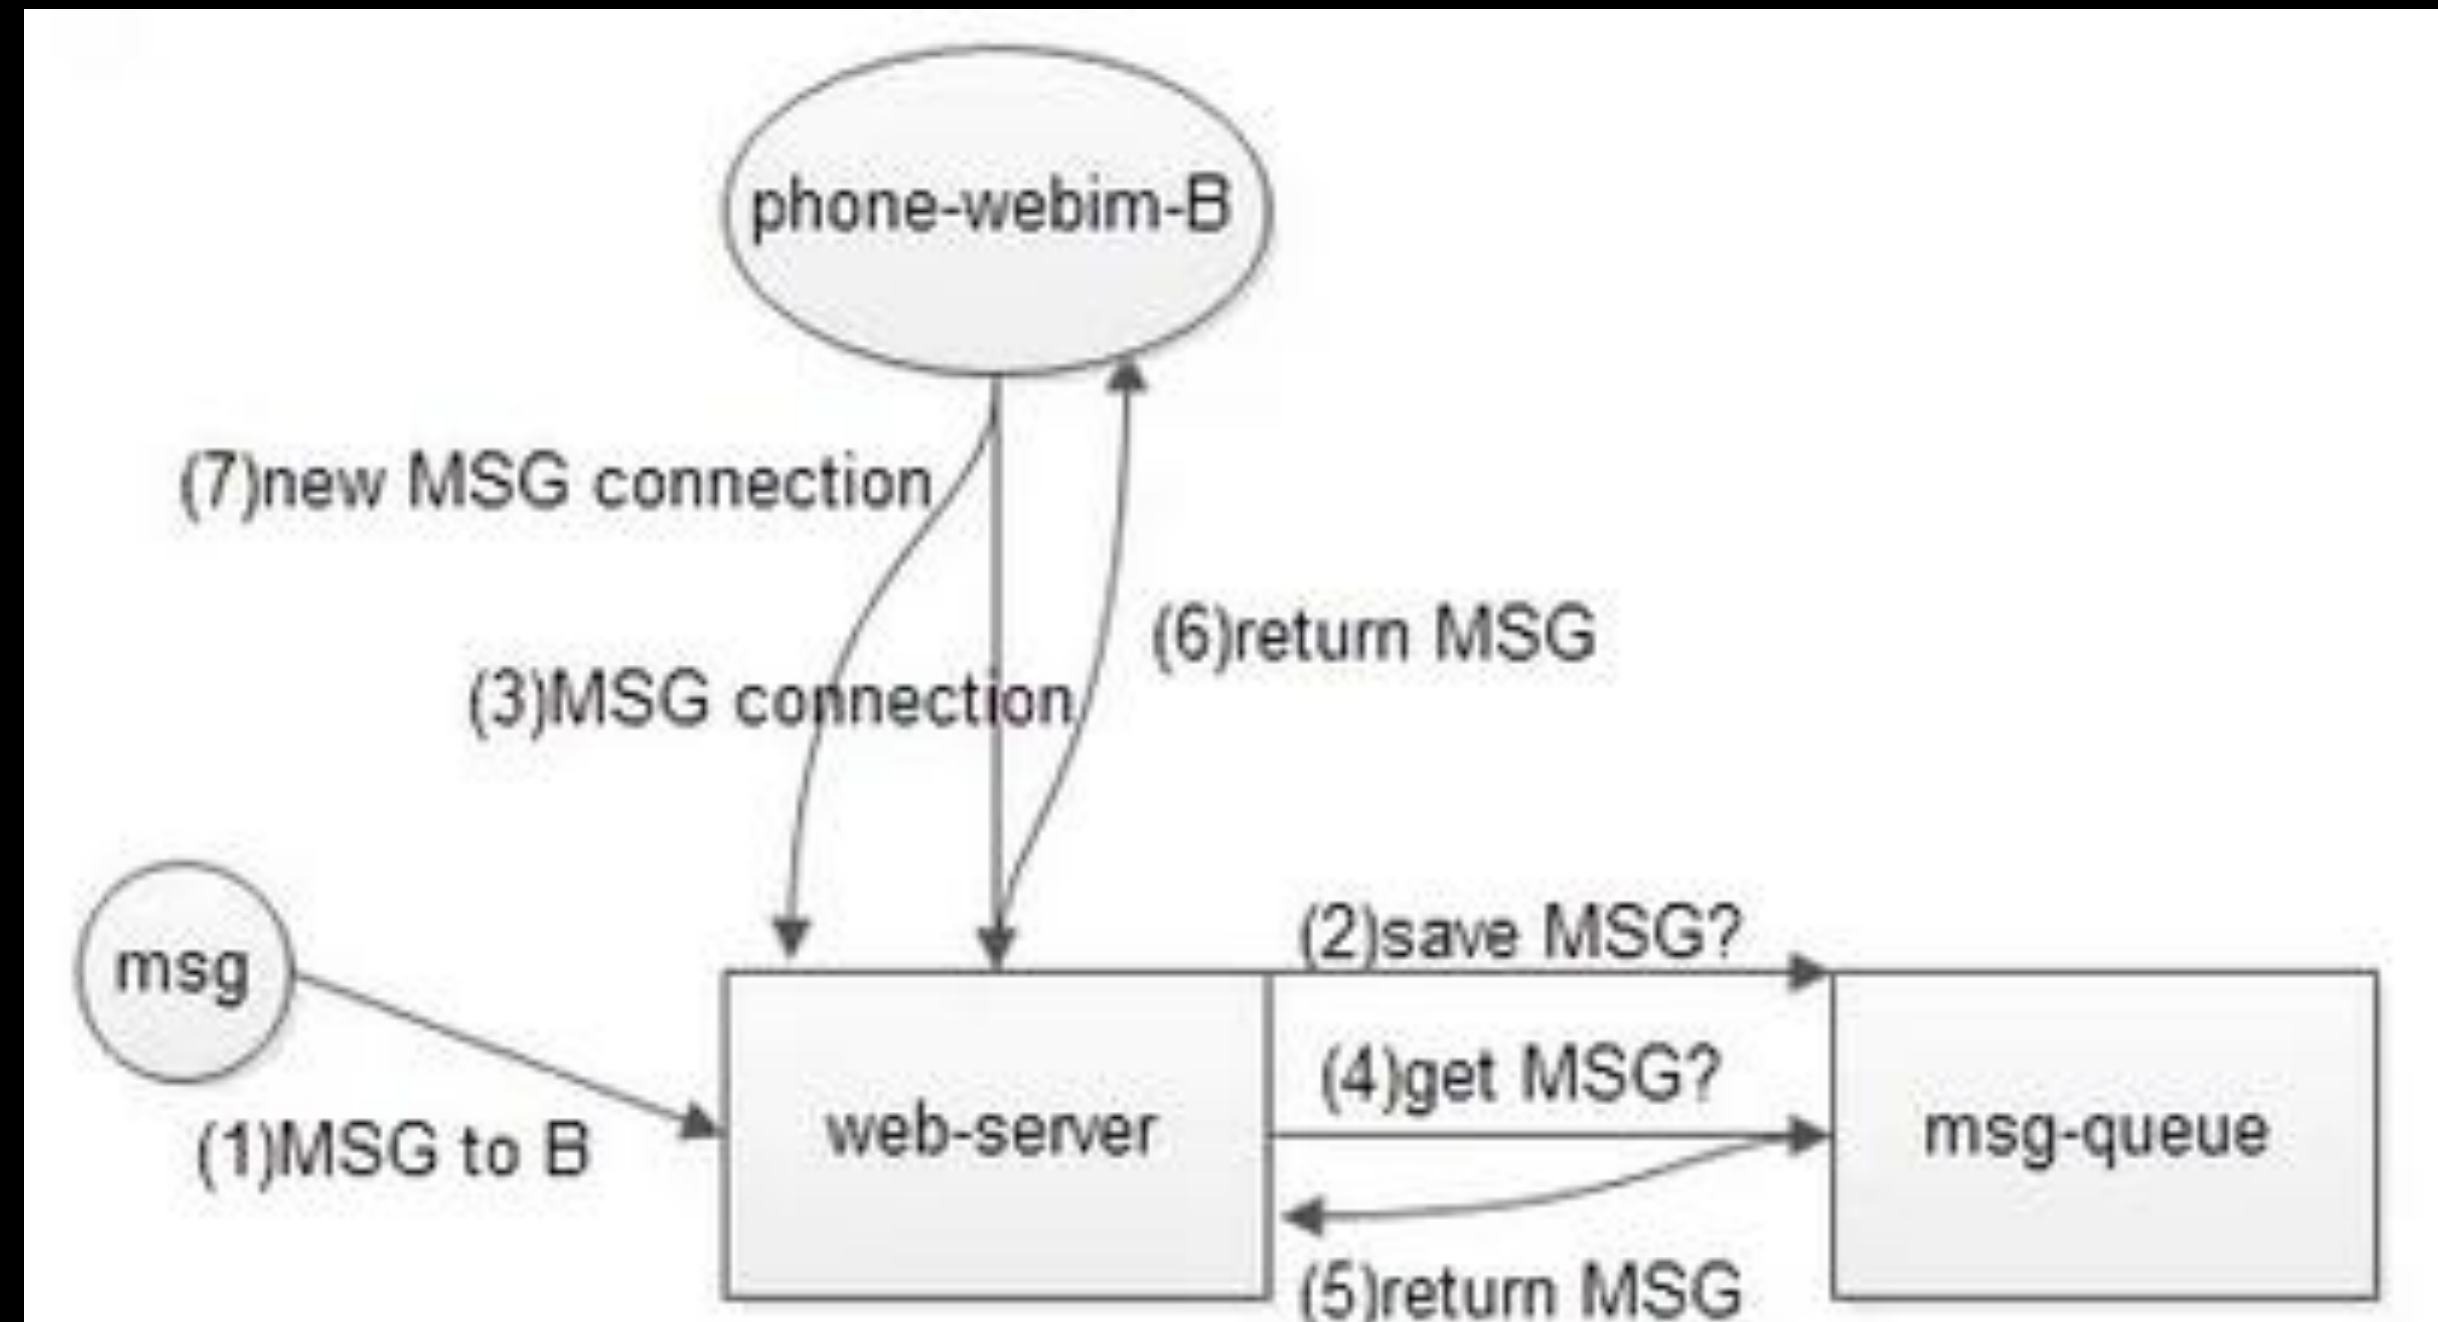 phone-webim-B
(7)new MSG connection
(6)return MSG
(3)MSG connection
msg
(2)save MSG?
(4)get MSG?
web-server
msg-queue
(1)MSG to B
(5)return MSG